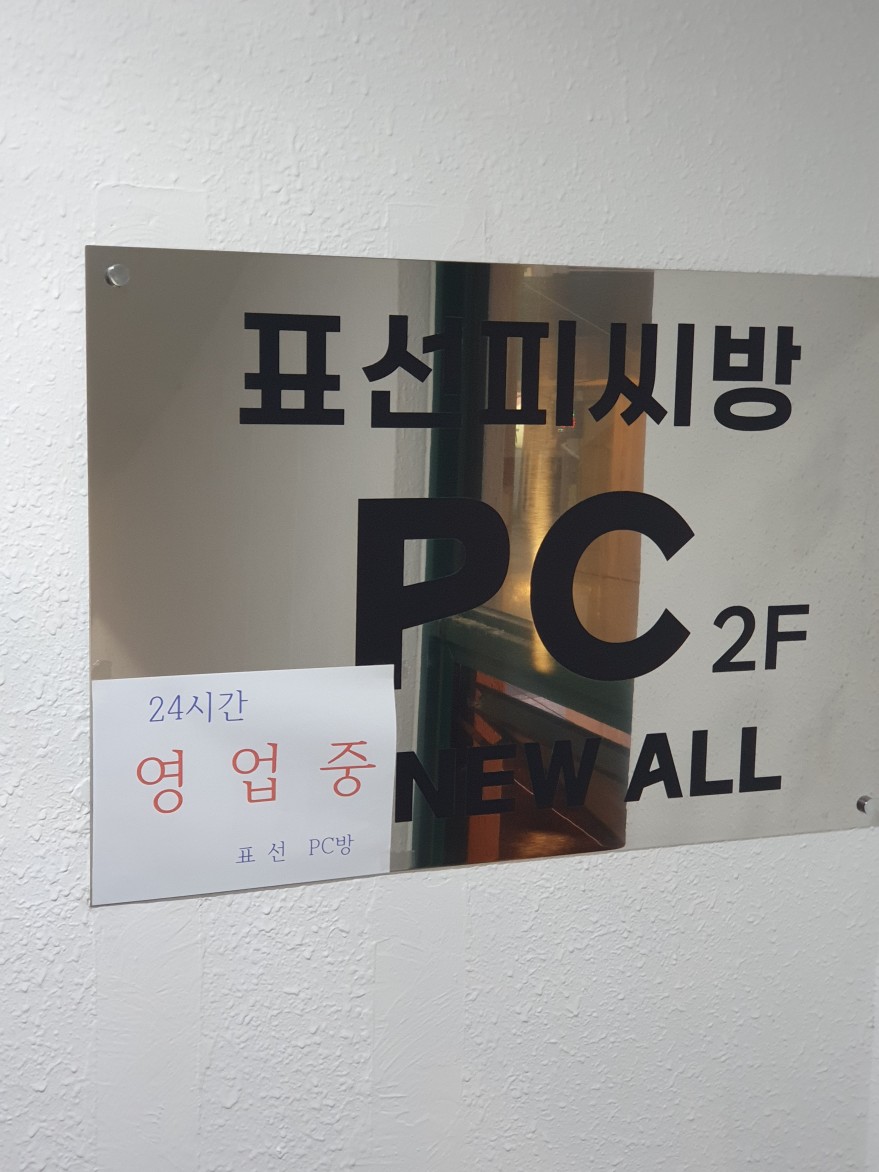 표선피씨방
PC 2F
NEW ALL
24시간
영 업 중
표 선 PC방